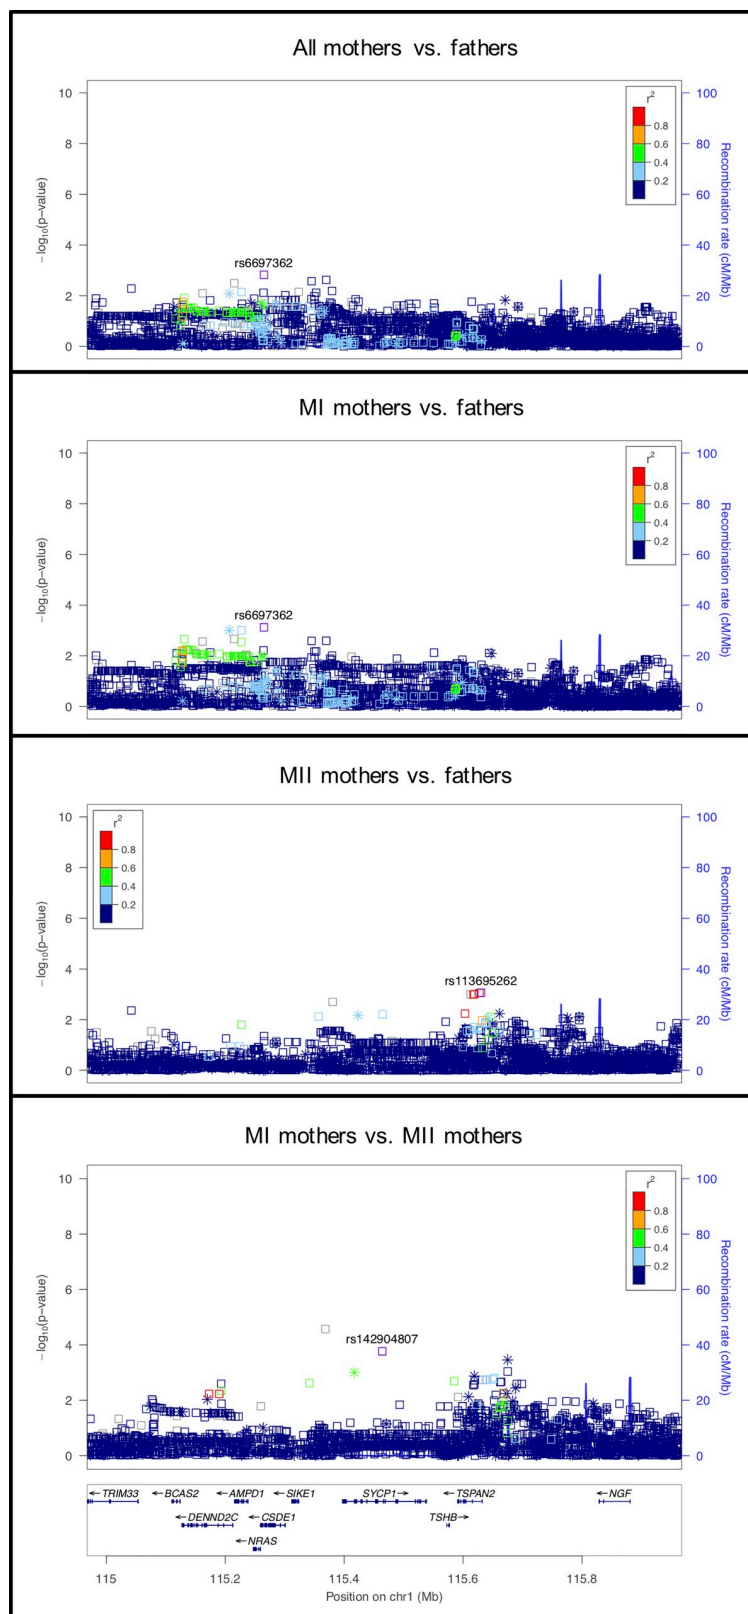 All mothers vs. fathers
10
8
6
4
2
0
−log10(p−value)
100
80
60
40
20
0
Recombination rate (cM/Mb)
r2
0.8
0.6
0.4
0.2
rs6697362
MI mothers vs. fathers
10
8
6
4
2
0
−log10(p−value)
100
80
60
40
20
0
Recombination rate (cM/Mb)
r2
0.8
0.6
0.4
0.2
rs6697362
MII mothers vs. fathers
10
8
6
4
2
0
−log10(p−value)
r2
0.8
0.6
0.4
0.2
100
80
60
40
20
0
Recombination rate (cM/Mb)
rs113695262
MI mothers vs. MII mothers
10
8
6
4
2
0
−log10(p−value)
100
80
60
40
20
0
Recombination rate (cM/Mb)
r2
0.8
0.6
0.4
0.2
rs142904807
←TRIM33 ←BCAS2 ←AMPD1 ←SIKE1 SYCP1→ ←TSPAN2 ←NGF
←DENND2C ←CSDE1 TSHB→
←NRAS
115 115.2 115.4 115.6 115.8
Position on chr1 (Mb)